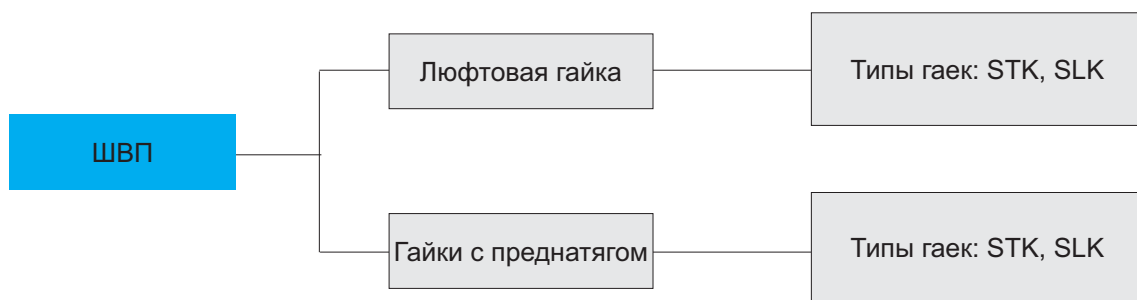 Люфтовая гайка
Типы гаек: STK, SLK
ШВП
Гайки с преднатягом
Типы гаек: STK, SLK